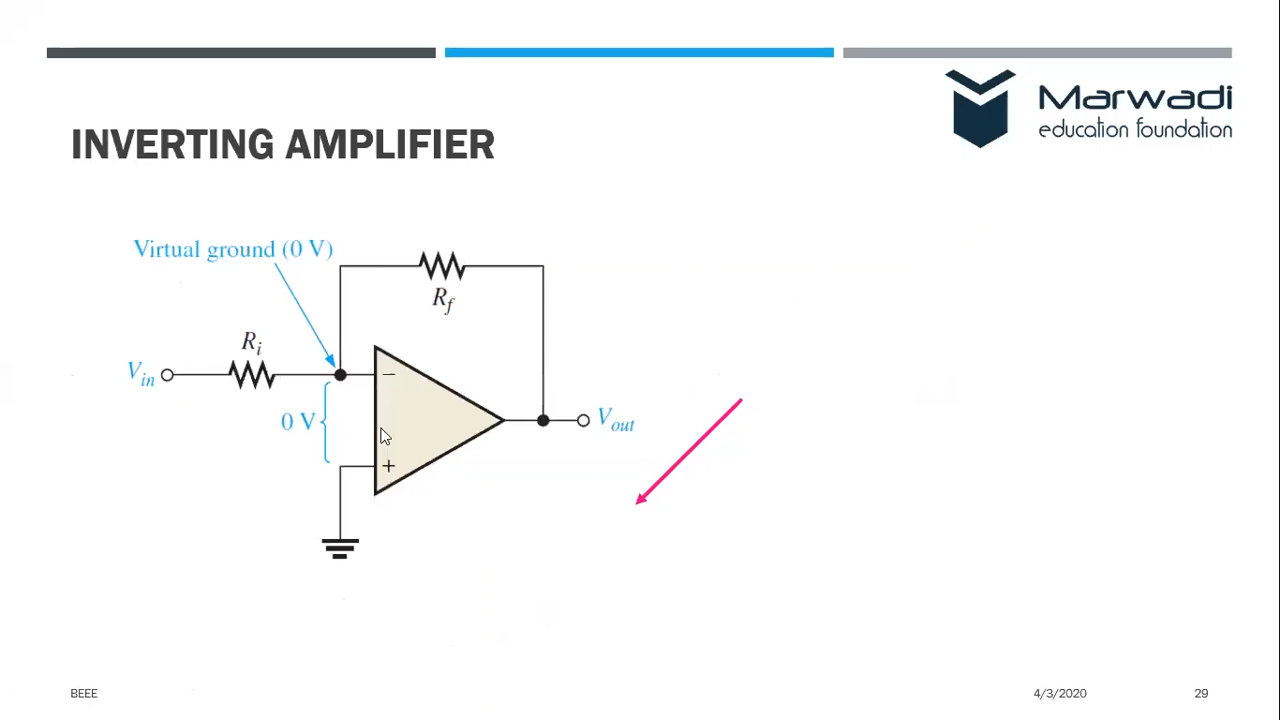 Marwadi
education foundation
INVERTING AMPLIFIER
Virtual ground (0 V)
Rf
Ri
Vin
−
0 V
Vout
+
BEEE
4/3/2020
29